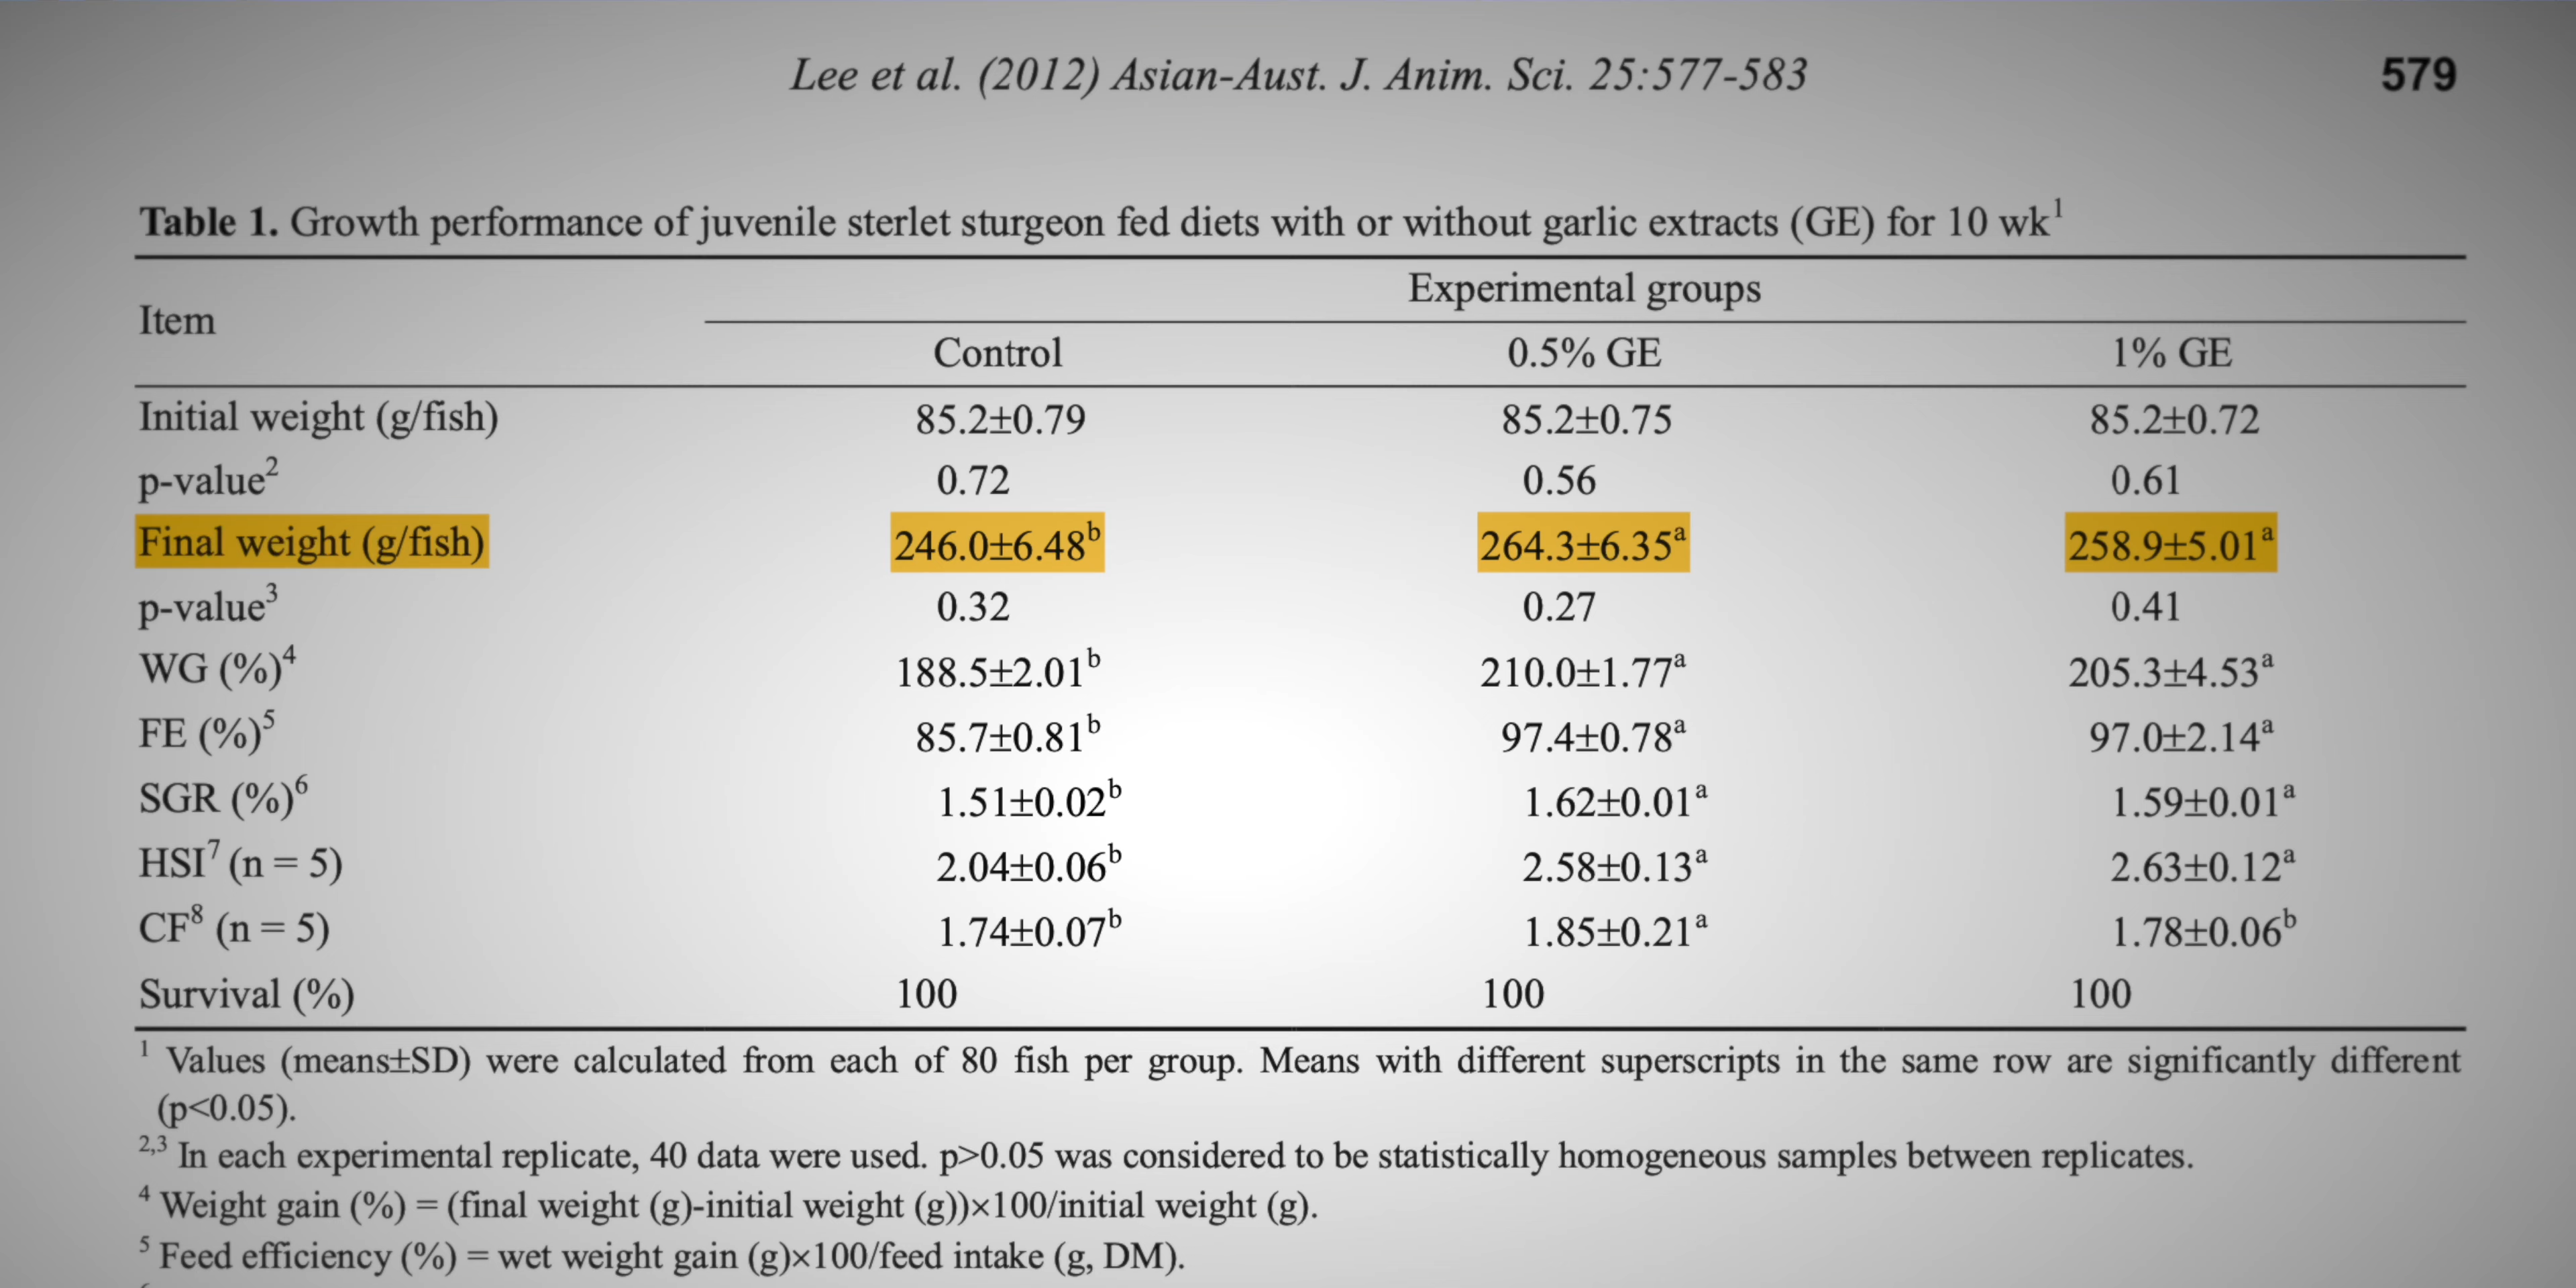 Lee et al. (2012) Asian-Aust. J. Anim. Sci. 25:577-583 579
Table 1. Growth performance of juvenile sterlet sturgeon fed diets with or without garlic extracts (GE) for 10 wk¹
Experimental groups
Item
Control 0.5% GE 1% GE
Initial weight (g/fish) 85.2±0.79 85.2±0.75 85.2±0.72
p-value² 0.72 0.56 0.61
Final weight (g/fish) 246.0±6.48ᵇ 264.3±6.35ᵃ 258.9±5.01ᵃ
p-value³ 0.32 0.27 0.41
WG (%)⁴ 188.5±2.01ᵇ 210.0±1.77ᵃ 205.3±4.53ᵃ
FE (%)⁵ 85.7±0.81ᵇ 97.4±0.78ᵃ 97.0±2.14ᵃ
SGR (%)⁶ 1.51±0.02ᵇ 1.62±0.01ᵃ 1.59±0.01ᵃ
HSI⁷ (n = 5) 2.04±0.06ᵇ 2.58±0.13ᵃ 2.63±0.12ᵃ
CF⁸ (n = 5) 1.74±0.07ᵇ 1.85±0.21ᵃ 1.78±0.06ᵇ
Survival (%) 100 100 100
¹ Values (means±SD) were calculated from each of 80 fish per group. Means with different superscripts in the same row are significantly different
(p<0.05).
²,³ In each experimental replicate, 40 data were used. p>0.05 was considered to be statistically homogeneous samples between replicates.
⁴ Weight gain (%) = (final weight (g)-initial weight (g))×100/initial weight (g).
⁵ Feed efficiency (%) = wet weight gain (g)×100/feed intake (g, DM).